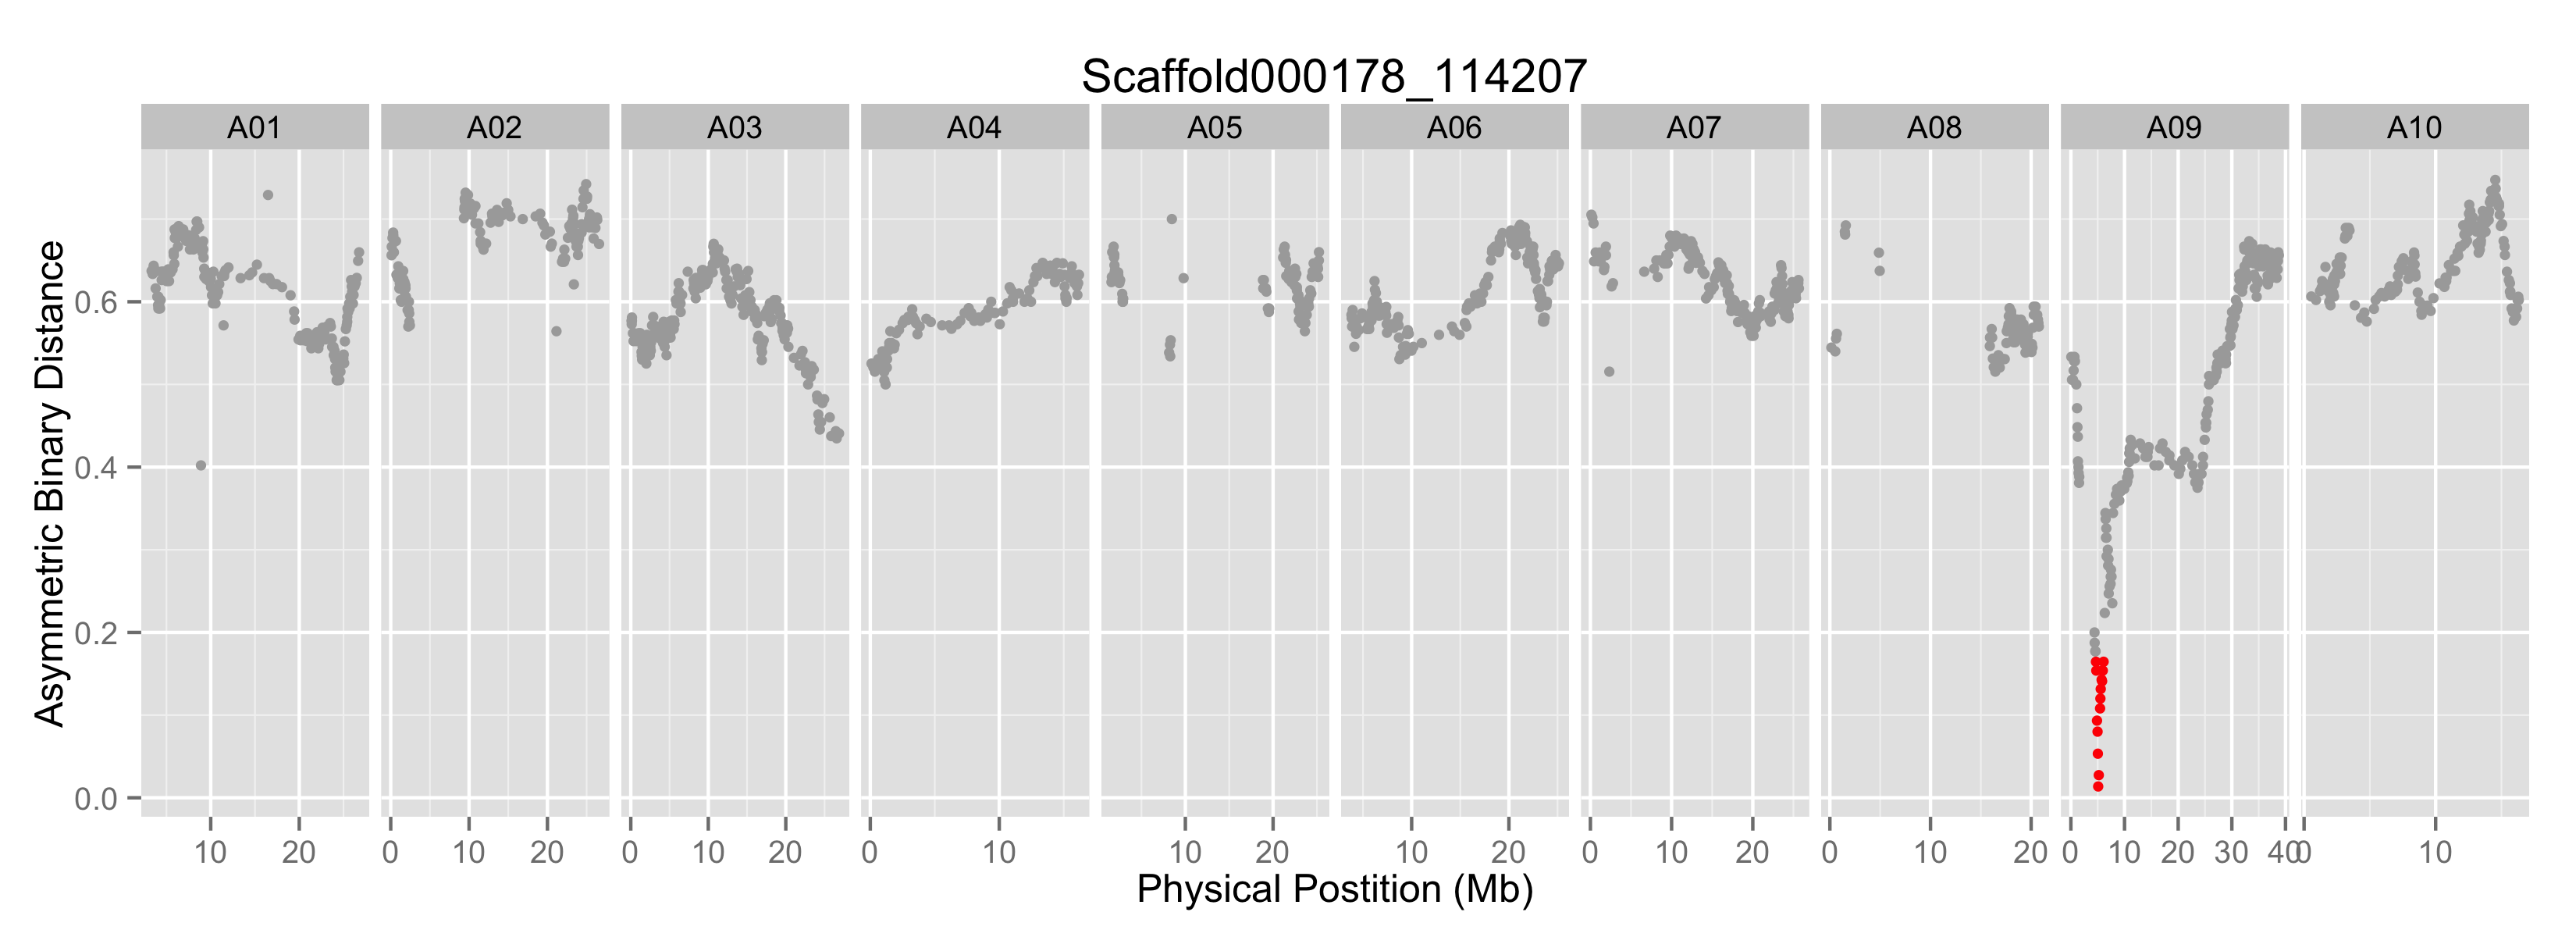 Scaffold000178_114207
A01 A02 A03 A04 A05 A06 A07 A08 A09 A10
Asymmetric Binary Distance
0.6
0.4
0.2
0.0
10 20 0 10 20 0 10 20 0 10 10 20 10 20 0 10 20 0 10 20 0 10 20 30 40 0 10
Physical Postition (Mb)